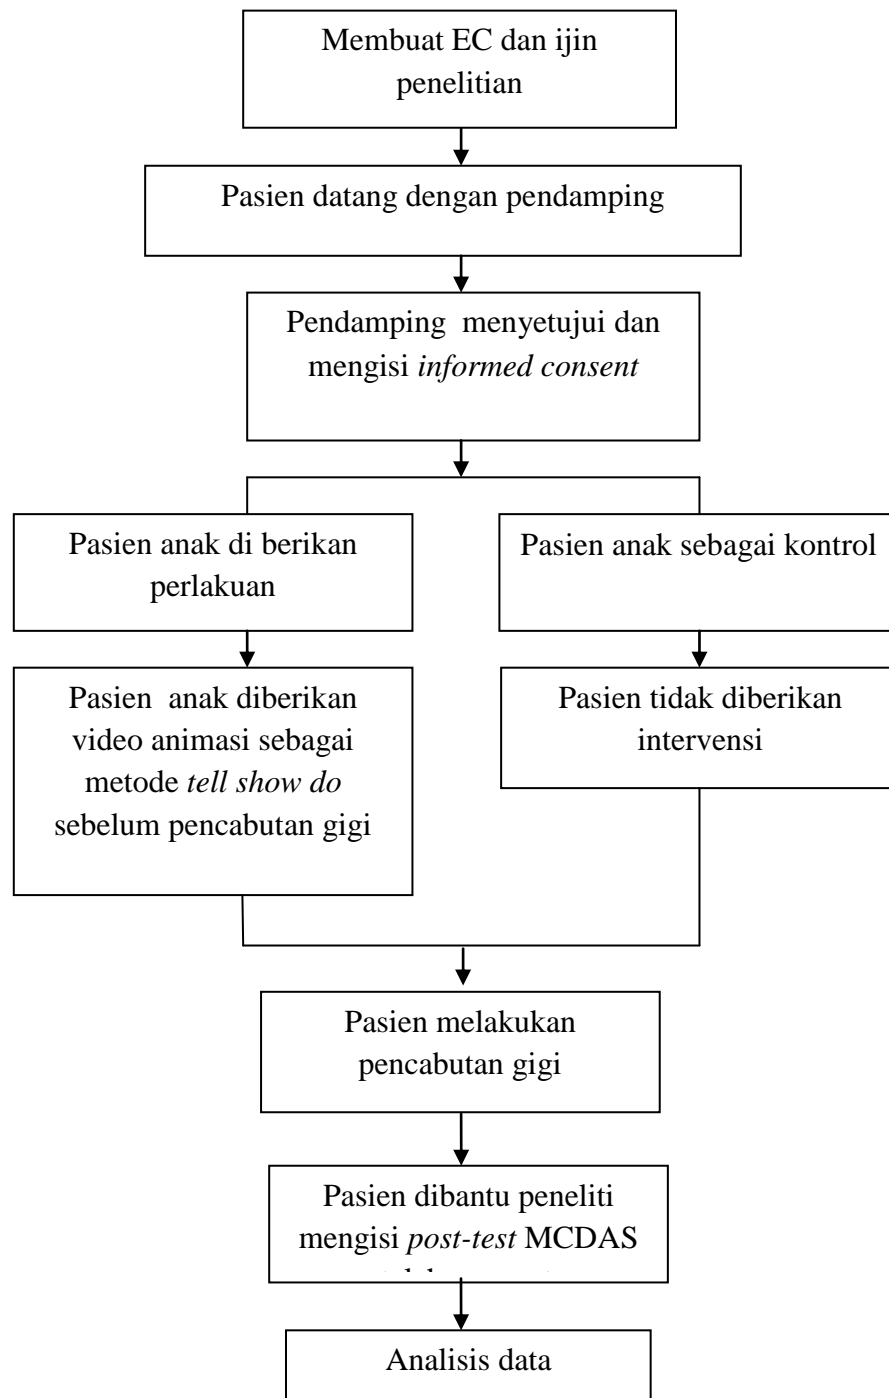 Membuat EC dan ijin
penelitian
Pasien datang dengan pendamping
Pendamping menyetujui dan
mengisi informed consent
Pasien anak di berikan
perlakuan
Pasien anak sebagai kontrol
Pasien anak diberikan
video animasi sebagai
metode tell show do
sebelum pencabutan gigi
Pasien tidak diberikan
intervensi
Pasien melakukan
pencabutan gigi
Pasien dibantu peneliti
mengisi post-test MCDAS
Analisis data